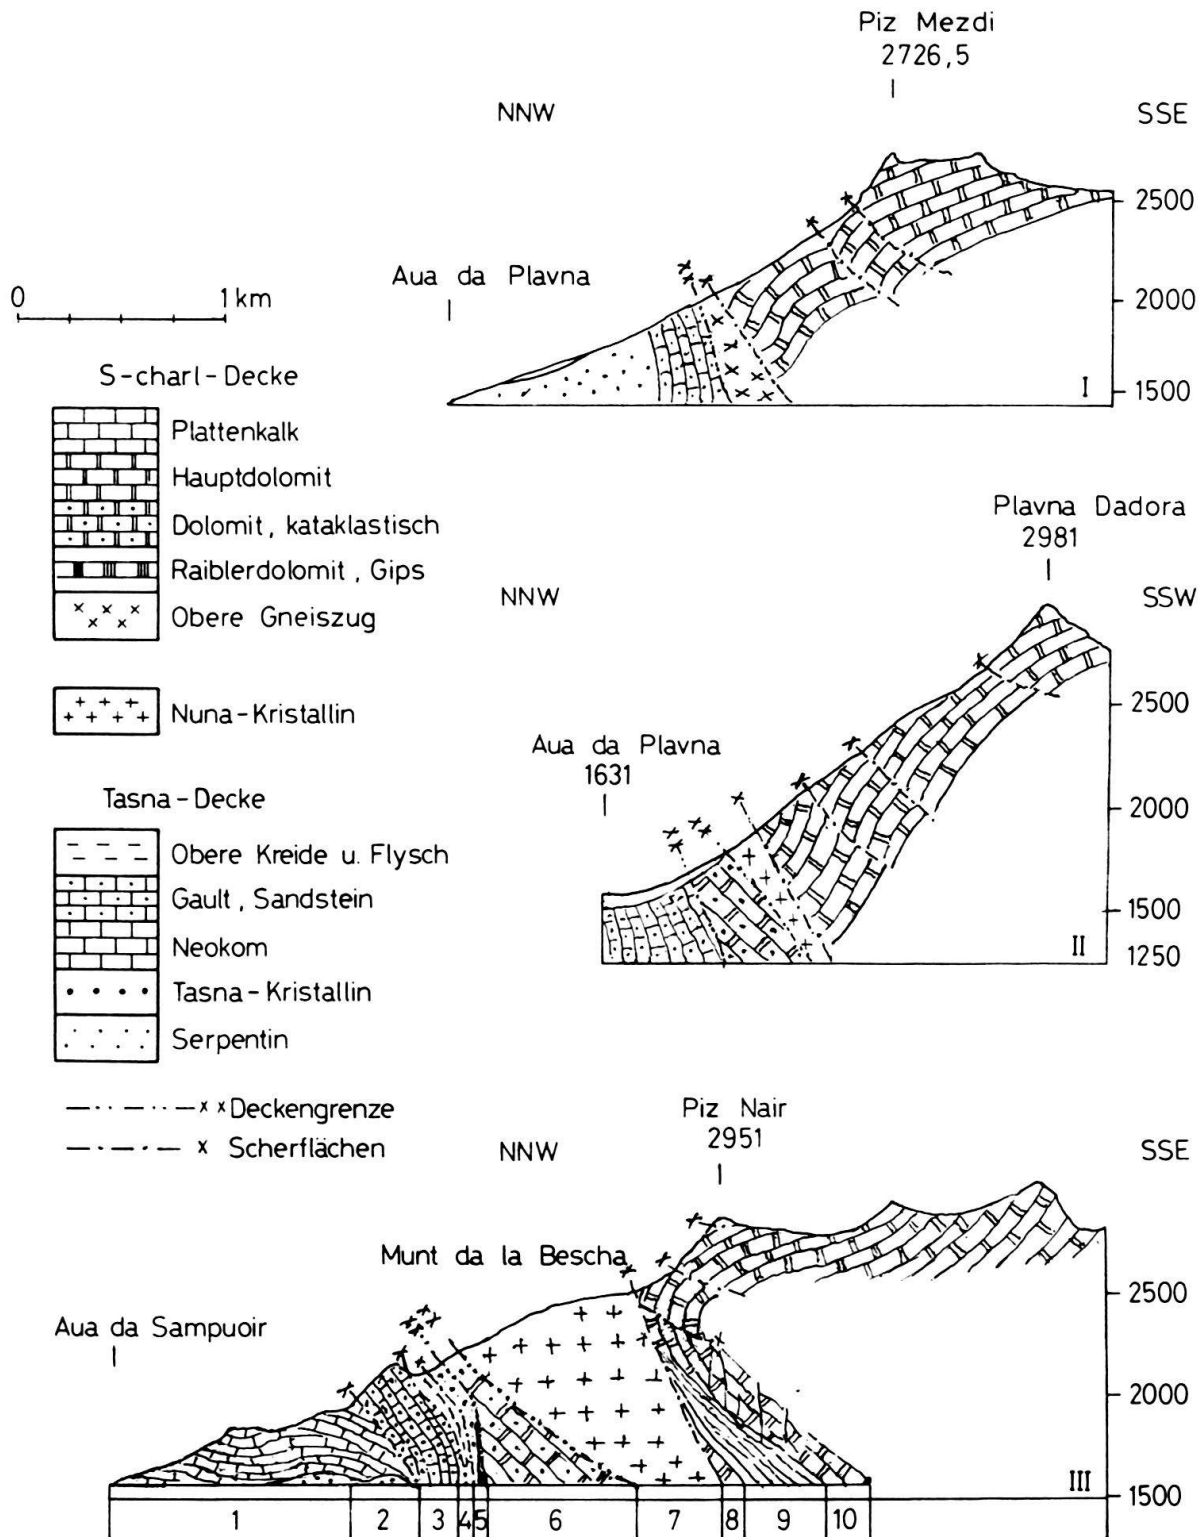 Piz Mezdi
2726,5
NNW
SSE
2500
Aua da Plavna
2000
0 1 km
1500
I
S-charl-Decke
Plattenkalk
Hauptdolomit
Dolomit, kataklastisch
Raiblerdolomit, Gips
Obere Gneiszug
Nuna-Kristallin
Tasna-Decke
Obere Kreide u. Flysch
Gault, Sandstein
Neokom
Tasna-Kristallin
Serpentin
x x Deckengrenze
x Scherflächen
Plavna Dadora
2981
NNW
SSW
2500
Aua da Plavna
1631
2000
1500
1250
II
Piz Nair
2951
NNW
SSE
Munt da la Bescha
2500
Aua da Sampuoir
2000
III
1500
1 2 3 4 5 6 7 8 9 10